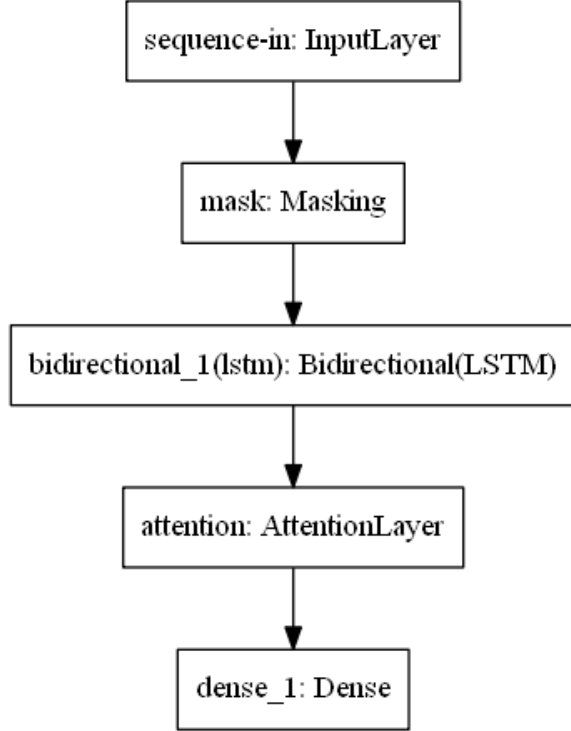 sequence-in: InputLayer
mask: Masking
bidirectional_1(lstm): Bidirectional(LSTM)
attention: AttentionLayer
dense_1: Dense